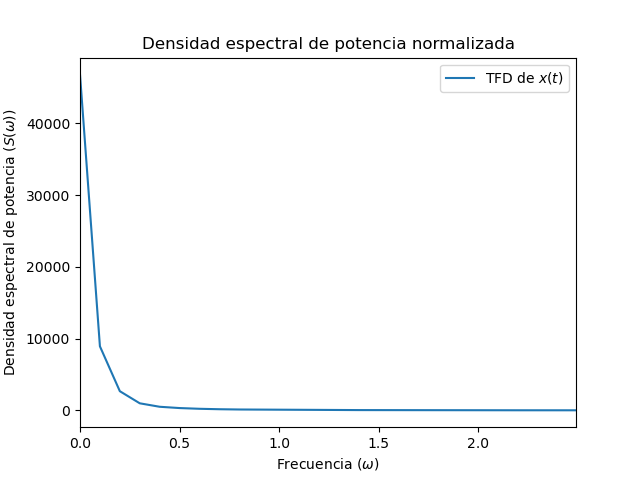 Densidad espectral de potencia normalizada
TFD de x(t)
Densidad espectral de potencia (S(ω))
40000
30000
20000
10000
0
0.0 0.5 1.0 1.5 2.0
Frecuencia (ω)